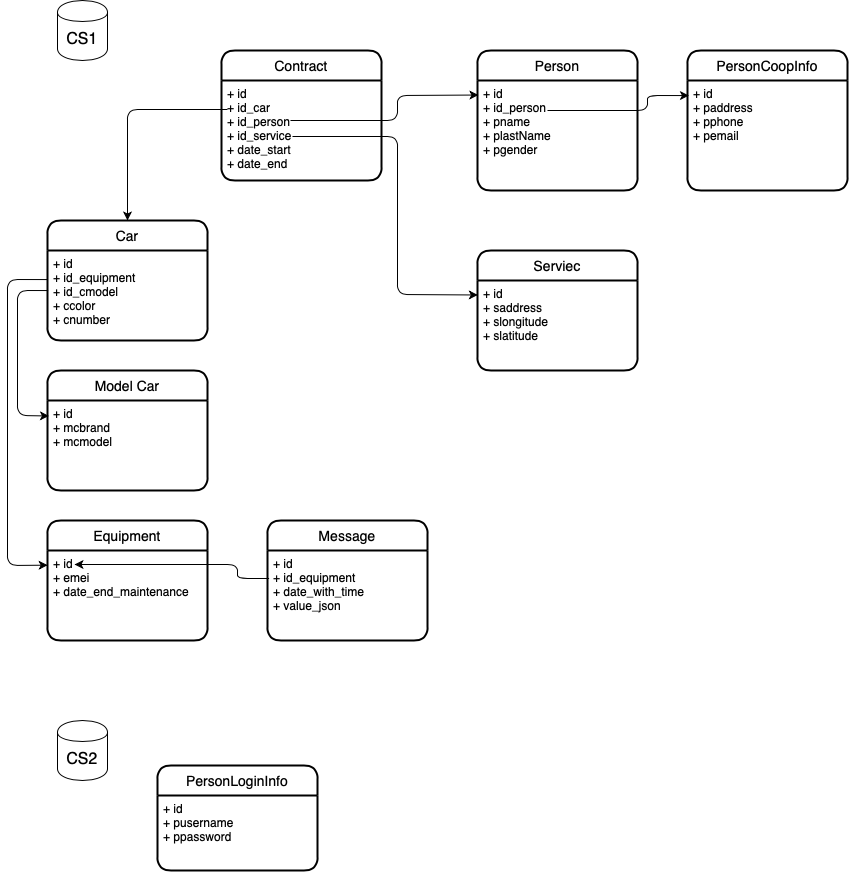 CS1
Contract
+ id
+ id_car
+ id_person
+ id_service
+ date_start
+ date_end
Person
+ id
+ id_person
+ pname
+ plastName
+ pgender
PersonCoopInfo
+ id
+ paddress
+ pphone
+ pemail
Car
+ id
+ id_equipment
+ id_cmodel
+ ccolor
+ cnumber
Serviec
+ id
+ saddress
+ slongitude
+ slatitude
Model Car
+ id
+ mcbrand
+ mcmodel
Equipment
+ id
+ emei
+ date_end_maintenance
Message
+ id
+ id_equipment
+ date_with_time
+ value_json
CS2
PersonLoginInfo
+ id
+ pusername
+ ppassword